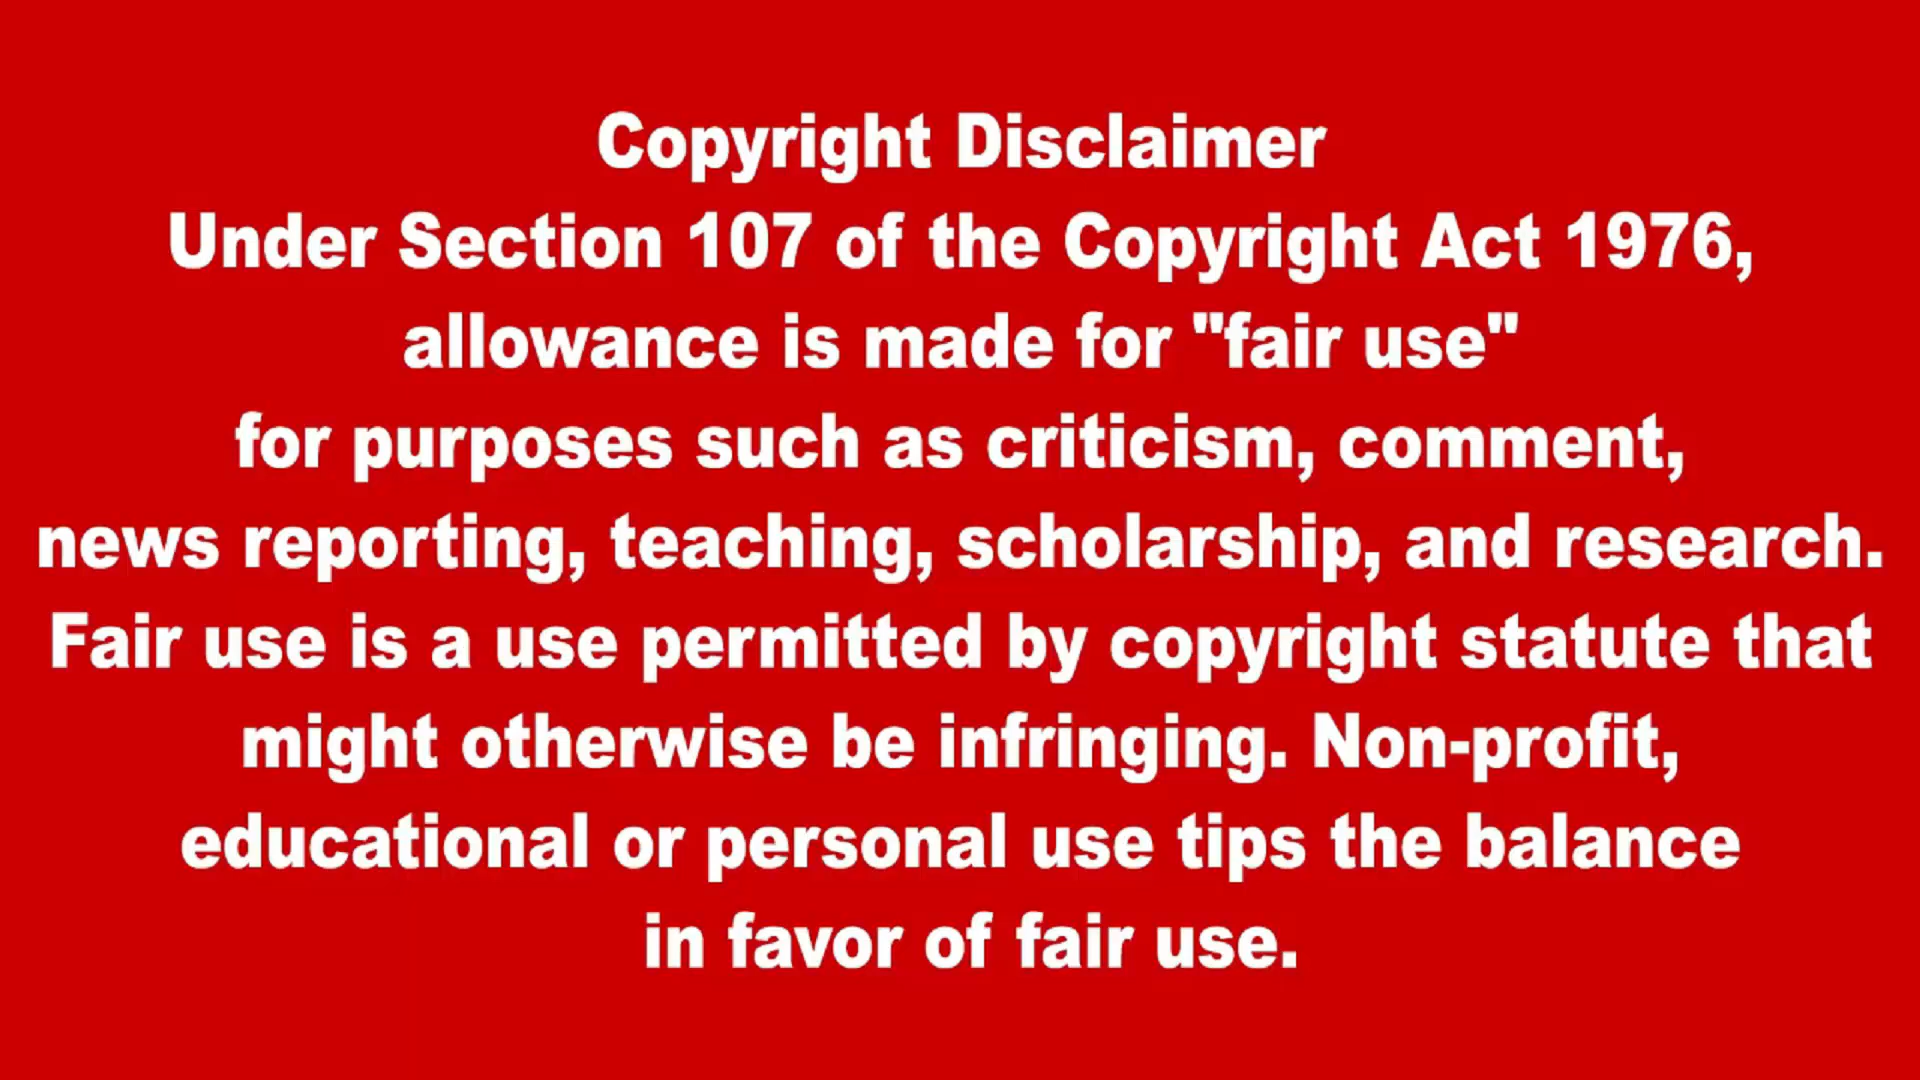 Copyright Disclaimer
Under Section 107 of the Copyright Act 1976,
allowance is made for "fair use"
for purposes such as criticism, comment,
news reporting, teaching, scholarship, and research.
Fair use is a use permitted by copyright statute that
might otherwise be infringing. Non-profit,
educational or personal use tips the balance
in favor of fair use.